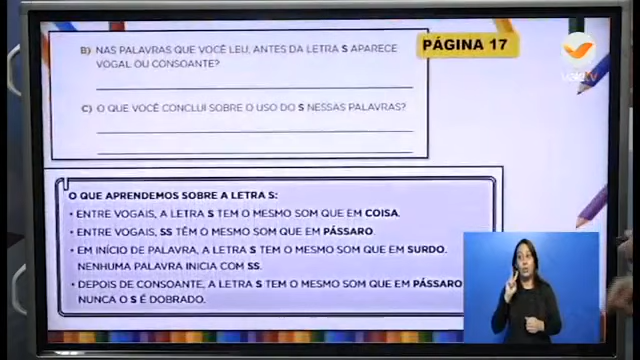 B) NAS PALAVRAS QUE VOCÊ LEU, ANTES DA LETRA S APARECE
VOGAL OU CONSOANTE?
PÁGINA 17
C) O QUE VOCÊ CONCLUI SOBRE O USO DO S NESSAS PALAVRAS?
O QUE APRENDEMOS SOBRE A LETRA S:
• ENTRE VOGAIS, A LETRA S TEM O MESMO SOM QUE EM COISA.
• ENTRE VOGAIS, SS TÊM O MESMO SOM QUE EM PÁSSARO.
• EM INÍCIO DE PALAVRA, A LETRA S TEM O MESMO SOM QUE EM SURDO.
NENHUMA PALAVRA INICIA COM SS.
• DEPOIS DE CONSOANTE, A LETRA S TEM O MESMO SOM QUE EM PÁSSARO
NUNCA O S É DOBRADO.